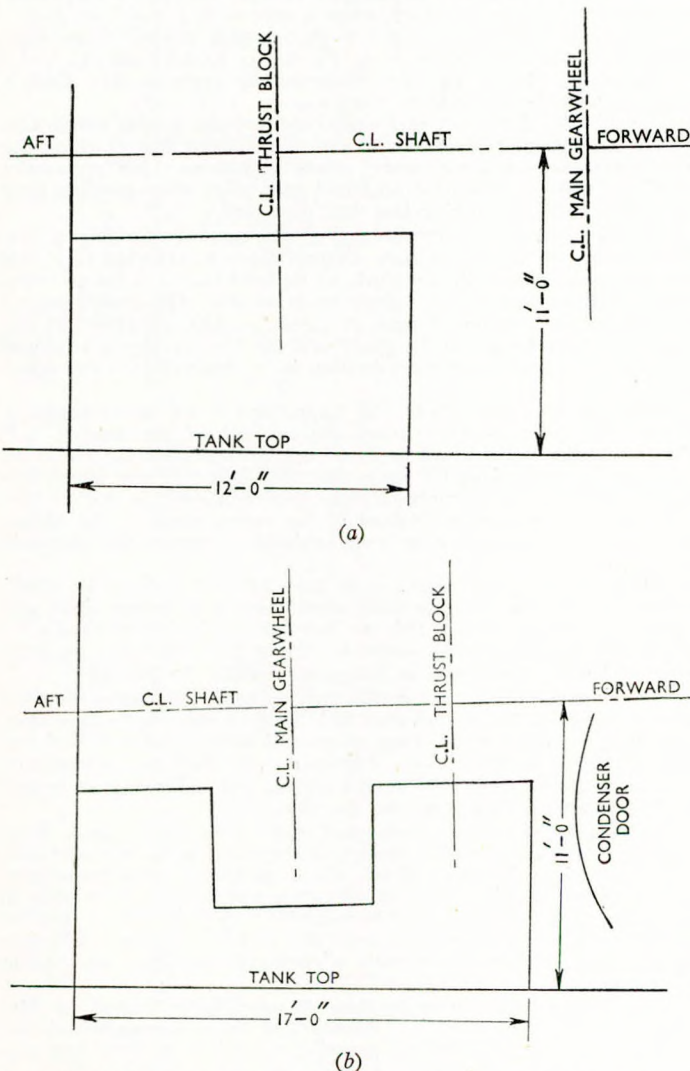 C.L. THRUST BLOCK
C.L. MAIN GEARWHEEL
AFT
C.L. SHAFT
FORWARD
11'-0"
TANK TOP
12'-0"
(a)
C.L. MAIN GEARWHEEL
C.L. THRUST BLOCK
AFT
C.L. SHAFT
FORWARD
11'-0"
CONDENSER
DOOR
TANK TOP
17'-0"
(b)